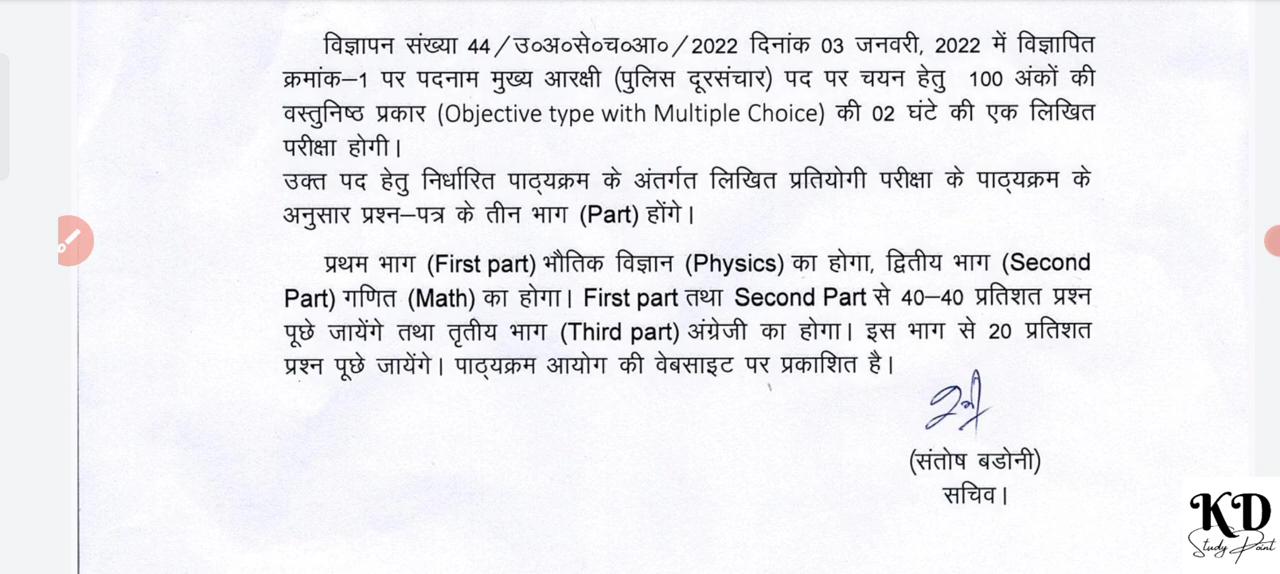 विज्ञापन संख्या 44/उ०अ०से०च०आ०/2022 दिनांक 03 जनवरी, 2022 में विज्ञापित
क्रमांक–1 पर पदनाम मुख्य आरक्षी (पुलिस दूरसंचार) पद पर चयन हेतु 100 अंकों की
वस्तुनिष्ठ प्रकार (Objective type with Multiple Choice) की 02 घंटे की एक लिखित
परीक्षा होगी।
उक्त पद हेतु निर्धारित पाठ्यक्रम के अंतर्गत लिखित प्रतियोगी परीक्षा के पाठ्यक्रम के
अनुसार प्रश्न–पत्र के तीन भाग (Part) होंगे।
प्रथम भाग (First part) भौतिक विज्ञान (Physics) का होगा, द्वितीय भाग (Second
Part) गणित (Math) का होगा। First part तथा Second Part से 40–40 प्रतिशत प्रश्न
पूछे जायेंगे तथा तृतीय भाग (Third part) अंग्रेजी का होगा। इस भाग से 20 प्रतिशत
प्रश्न पूछे जायेंगे। पाठ्यक्रम आयोग की वेबसाइट पर प्रकाशित है।
(संतोष बडोनी)
सचिव।
KD
Study Point